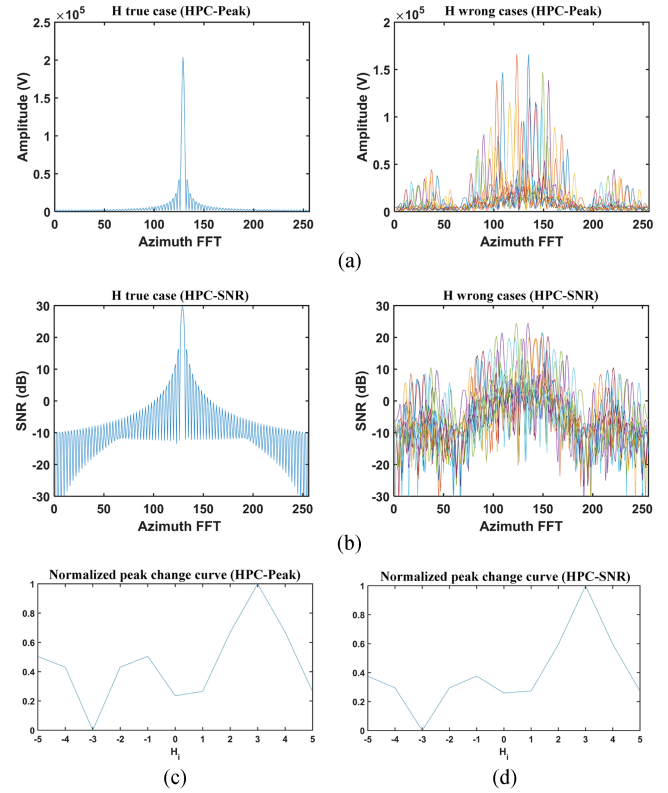 H true case (HPC-Peak)
H wrong cases (HPC-Peak)
×10⁵
×10⁵
2.5
2
1.5
1
0.5
0
Amplitude (V)
0 50 100 150 200 250
Azimuth FFT
2
1.5
1
0.5
0
Amplitude (V)
0 50 100 150 200 250
Azimuth FFT
(a)
H true case (HPC-SNR)
H wrong cases (HPC-SNR)
30
20
10
0
-10
-20
-30
SNR (dB)
0 50 100 150 200 250
Azimuth FFT
30
20
10
0
-10
-20
-30
SNR (dB)
0 50 100 150 200 250
Azimuth FFT
(b)
Normalized peak change curve (HPC-Peak)
Normalized peak change curve (HPC-SNR)
1
0.8
0.6
0.4
0.2
0
-5 -4 -3 -2 -1 0 1 2 3 4 5
H_i
1
0.8
0.6
0.4
0.2
0
-5 -4 -3 -2 -1 0 1 2 3 4 5
H_i
(c)
(d)